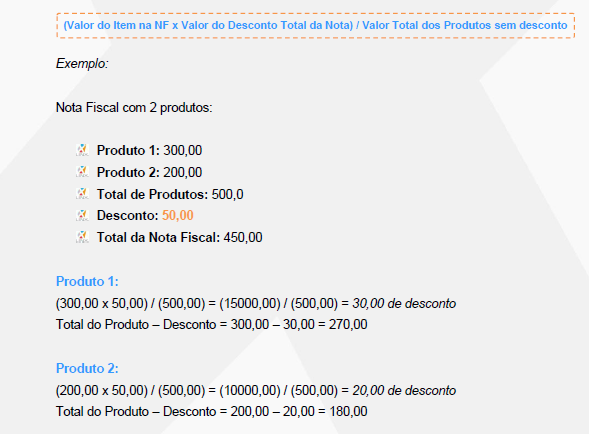 (Valor do Item na NF x Valor do Desconto Total da Nota) / Valor Total dos Produtos sem desconto
Exemplo:
Nota Fiscal com 2 produtos:
Produto 1: 300,00
Produto 2: 200,00
Total de Produtos: 500,0
Desconto: 50,00
Total da Nota Fiscal: 450,00
Produto 1:
(300,00 x 50,00) / (500,00) = (15000,00) / (500,00) = 30,00 de desconto
Total do Produto – Desconto = 300,00 – 30,00 = 270,00
Produto 2:
(200,00 x 50,00) / (500,00) = (10000,00) / (500,00) = 20,00 de desconto
Total do Produto – Desconto = 200,00 – 20,00 = 180,00